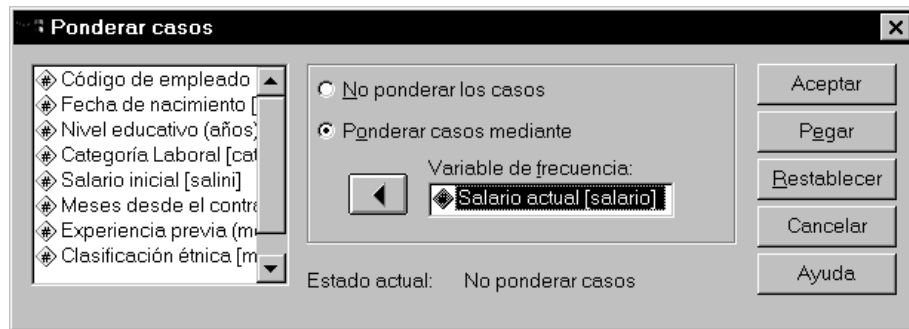 Ponderar casos
Código de empleado
Fecha de nacimiento [
Nivel educativo (años)
Categoría Laboral [cat
Salario inicial [salini]
Meses desde el contra
Experiencia previa (me
Clasificación étnica [m
No ponderar los casos
Ponderar casos mediante
Variable de frecuencia:
Salario actual [salario]
Estado actual: No ponderar casos
Aceptar
Pegar
Restablecer
Cancelar
Ayuda